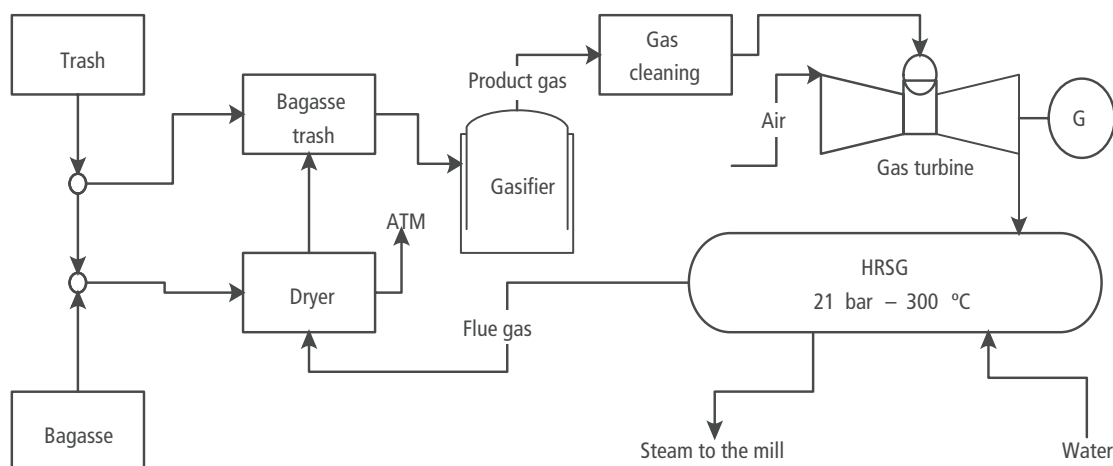 Trash
Gas
cleaning
Product gas
Bagasse
trash
Air
G
Gas turbine
Gasifier
ATM
HRSG
21 bar – 300 ºC
Dryer
Flue gas
Bagasse
Steam to the mill
Water